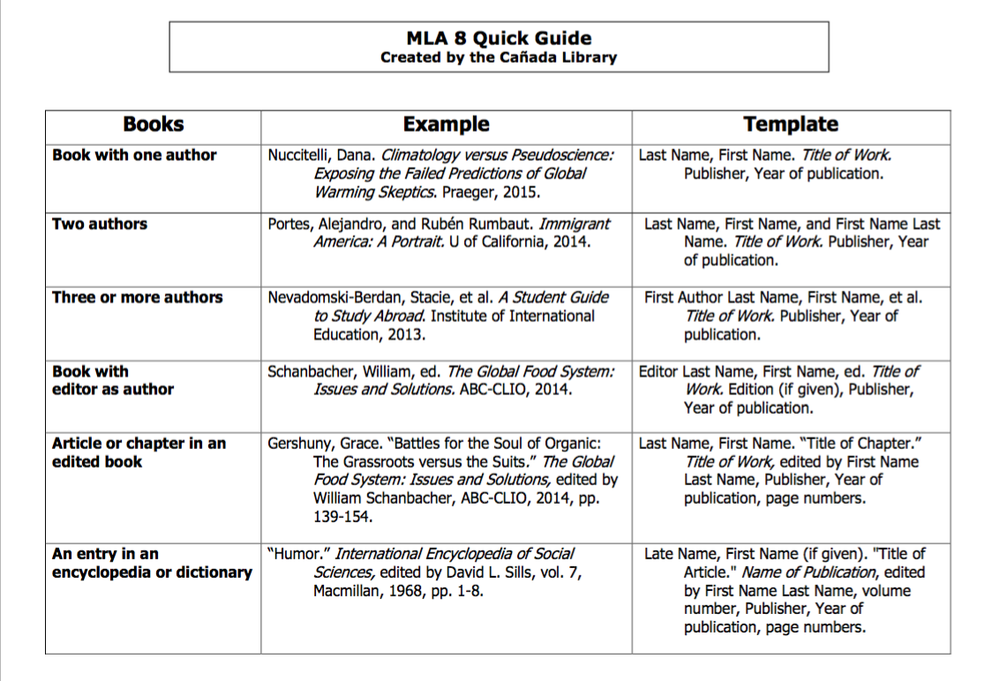 MLA 8 Quick Guide
Created by the Cañada Library
Books
Example
Template
Book with one author
Nuccitelli, Dana. Climatology versus Pseudoscience:
Exposing the Failed Predictions of Global
Warming Skeptics. Praeger, 2015.
Last Name, First Name. Title of Work.
Publisher, Year of publication.
Two authors
Portes, Alejandro, and Rubén Rumbaut. Immigrant
America: A Portrait. U of California, 2014.
Last Name, First Name, and First Name Last
Name. Title of Work. Publisher, Year
of publication.
Three or more authors
Nevadomski-Berdan, Stacie, et al. A Student Guide
to Study Abroad. Institute of International
Education, 2013.
First Author Last Name, First Name, et al.
Title of Work. Publisher, Year of
publication.
Book with
editor as author
Schanbacher, William, ed. The Global Food System:
Issues and Solutions. ABC-CLIO, 2014.
Editor Last Name, First Name, ed. Title of
Work. Edition (if given), Publisher,
Year of publication.
Article or chapter in an
edited book
Gershuny, Grace. “Battles for the Soul of Organic:
The Grassroots versus the Suits.” The Global
Food System: Issues and Solutions, edited by
William Schanbacher, ABC-CLIO, 2014, pp.
139-154.
Last Name, First Name. “Title of Chapter.”
Title of Work, edited by First Name
Last Name, Publisher, Year of
publication, page numbers.
An entry in an
encyclopedia or dictionary
“Humor.” International Encyclopedia of Social
Sciences, edited by David L. Sills, vol. 7,
Macmillan, 1968, pp. 1-8.
Late Name, First Name (if given). "Title of
Article." Name of Publication, edited
by First Name Last Name, volume
number, Publisher, Year of
publication, page numbers.